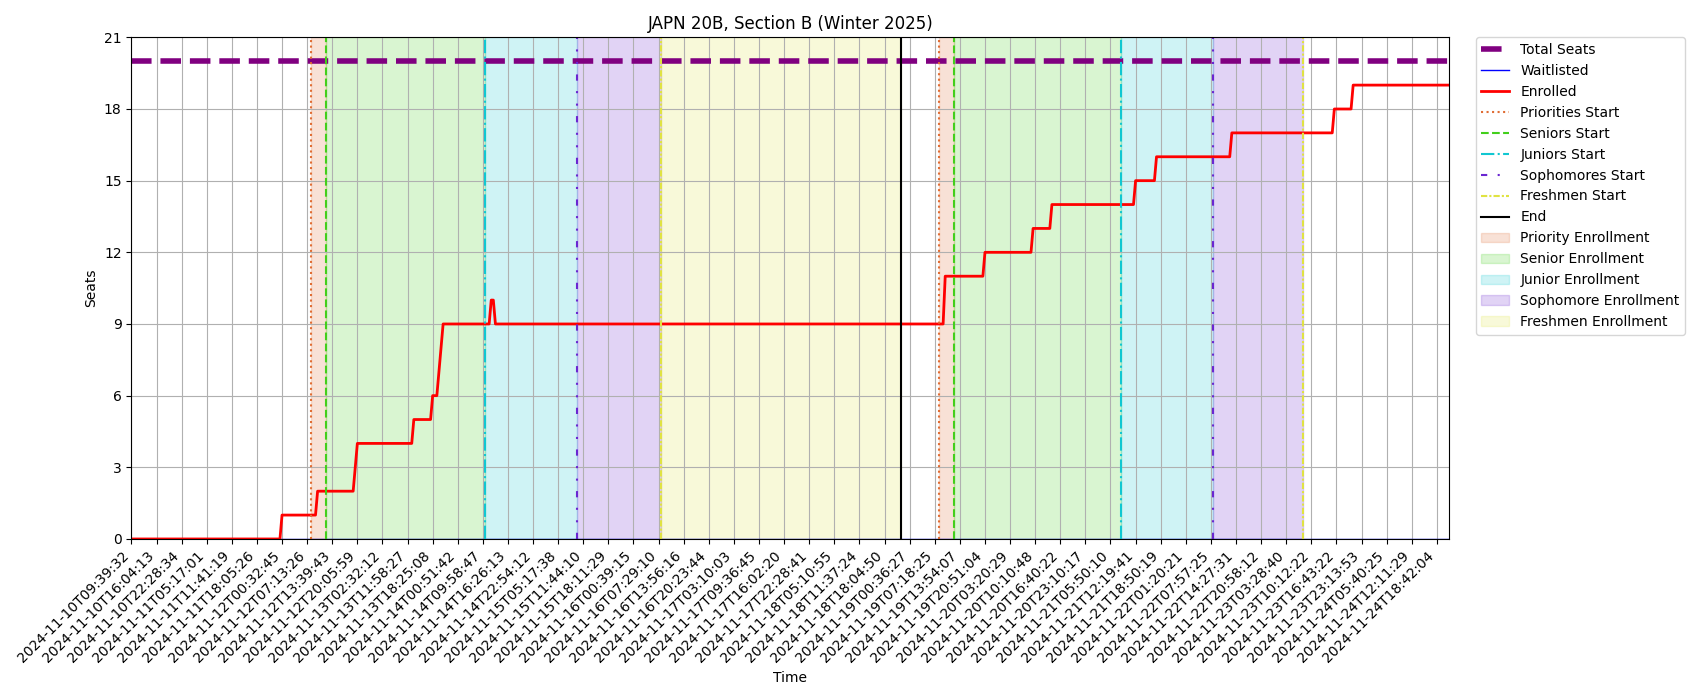 JAPN 20B, Section B (Winter 2025)
21
18
15
12
9
6
3
0
Seats
2024-11-10T09:39:32
2024-11-10T16:04:13
2024-11-10T22:28:34
2024-11-11T05:17:01
2024-11-11T11:41:19
2024-11-11T18:05:26
2024-11-12T00:32:45
2024-11-12T07:13:26
2024-11-12T13:39:43
2024-11-12T20:05:59
2024-11-13T03:32:12
2024-11-13T11:58:27
2024-11-13T18:25:08
2024-11-14T00:51:42
2024-11-14T09:58:47
2024-11-14T16:26:13
2024-11-14T22:54:12
2024-11-15T05:17:38
2024-11-15T11:44:10
2024-11-15T18:11:29
2024-11-16T00:39:15
2024-11-16T07:29:10
2024-11-16T13:56:16
2024-11-16T20:23:44
2024-11-17T03:10:03
2024-11-17T09:36:45
2024-11-17T16:02:20
2024-11-17T22:28:41
2024-11-18T05:10:55
2024-11-18T11:37:24
2024-11-18T18:04:50
2024-11-19T00:36:27
2024-11-19T07:18:25
2024-11-19T13:54:07
2024-11-19T20:51:04
2024-11-20T03:20:29
2024-11-20T10:10:48
2024-11-20T16:40:22
2024-11-20T23:10:17
2024-11-21T05:50:10
2024-11-21T12:19:41
2024-11-21T18:50:19
2024-11-22T01:20:21
2024-11-22T07:57:25
2024-11-22T14:27:31
2024-11-22T20:58:12
2024-11-23T03:28:40
2024-11-23T10:12:22
2024-11-23T16:43:22
2024-11-23T23:13:53
2024-11-24T05:40:25
2024-11-24T12:11:29
2024-11-24T18:42:04
Time
Total Seats
Waitlisted
Enrolled
Priorities Start
Seniors Start
Juniors Start
Sophomores Start
Freshmen Start
End
Priority Enrollment
Senior Enrollment
Junior Enrollment
Sophomore Enrollment
Freshmen Enrollment